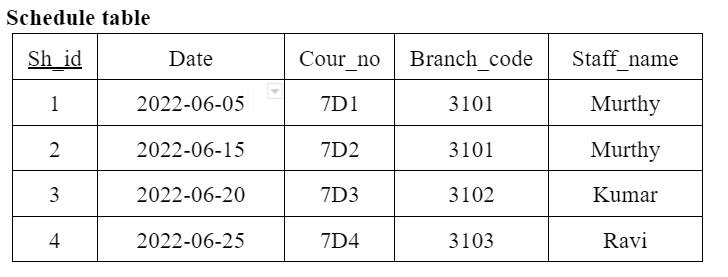 Schedule table
Sh_id Date Cour_no Branch_code Staff_name
1 2022-06-05 7D1 3101 Murthy
2 2022-06-15 7D2 3101 Murthy
3 2022-06-20 7D3 3102 Kumar
4 2022-06-25 7D4 3103 Ravi